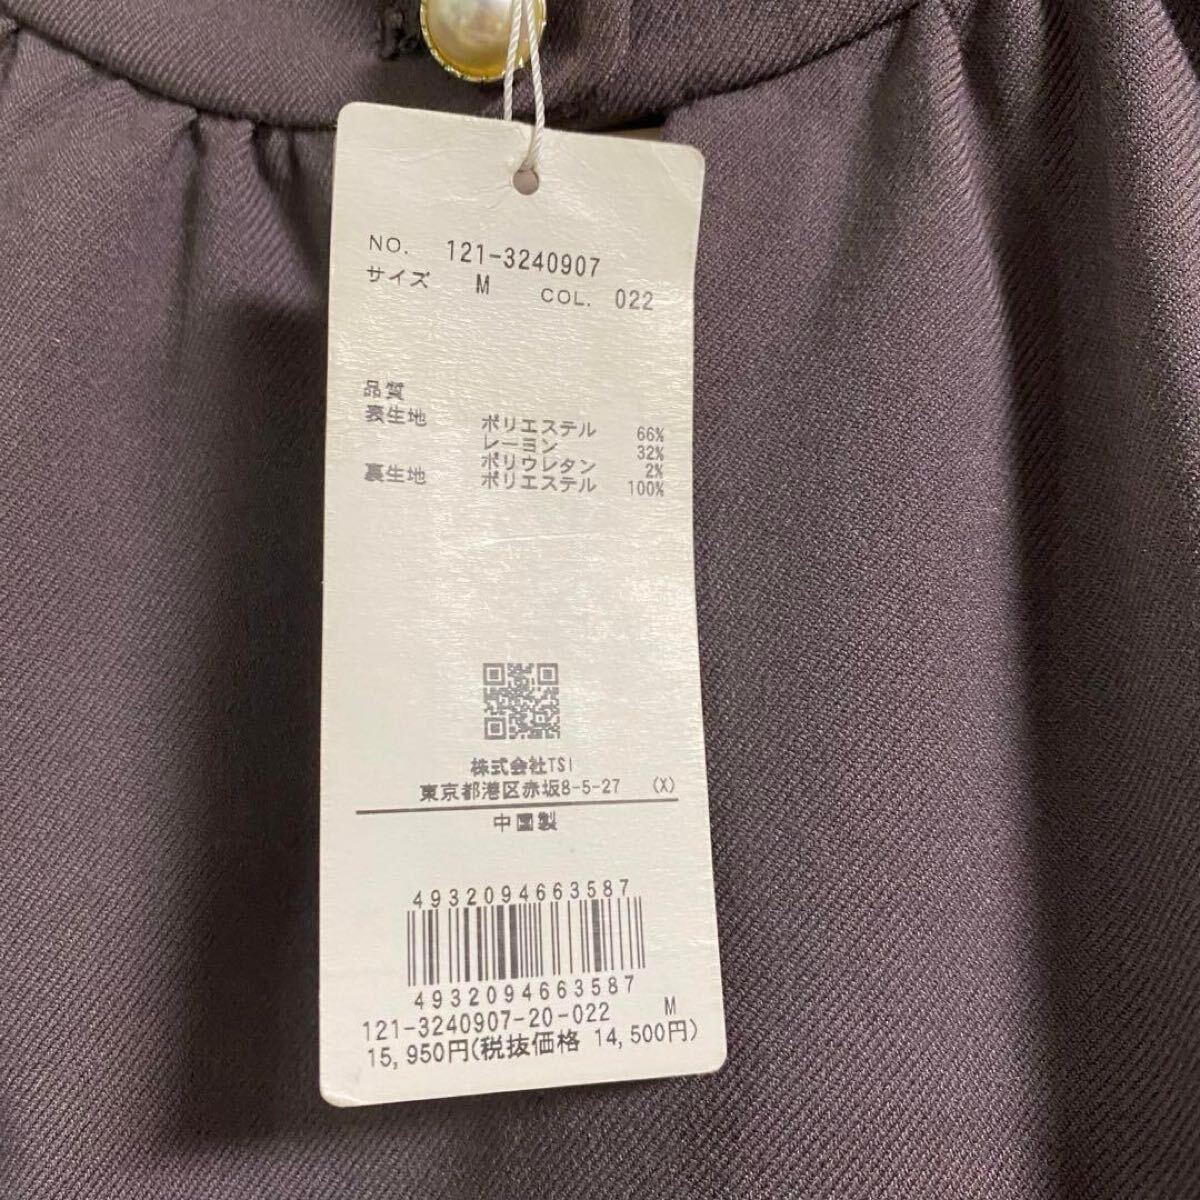 NO. 121-3240907
サイズ M COL. 022
品質
表生地 ポリエステル 66%
レーヨン 32%
ポリウレタン 2%
裏生地 ポリエステル 100%
株式会社TSI
東京都港区赤坂8-5-27 (X)
中国製
4932094663587
4932094663587
121-3240907-20-022 M
15,950円(税抜価格 14,500円)